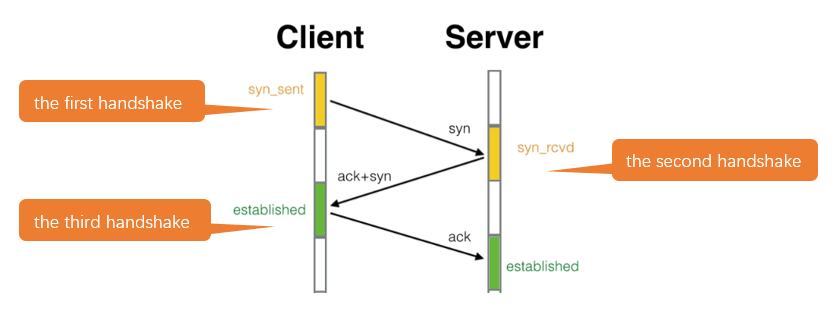 Client
Server
syn_sent
the first handshake
syn
syn_rcvd
the second handshake
ack+syn
established
the third handshake
ack
established